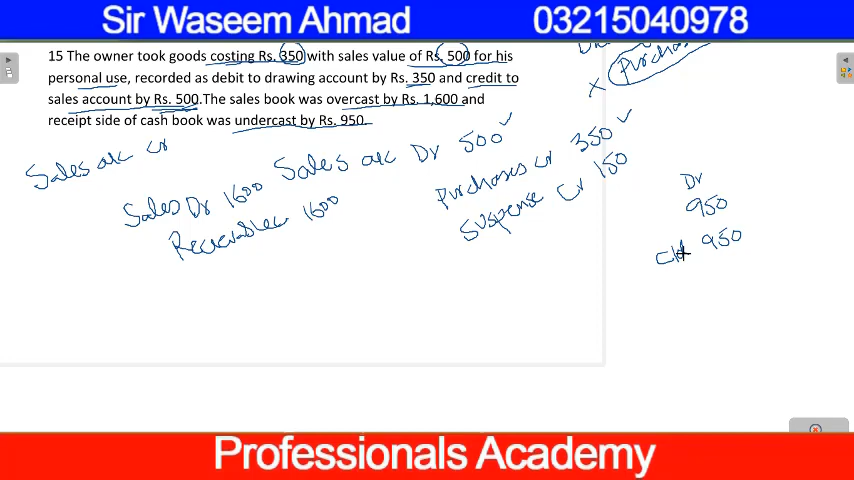 Sir Waseem Ahmad 03215040978
15 The owner took goods costing Rs. 350 with sales value of Rs. 500 for his
personal use, recorded as debit to drawing account by Rs. 350 and credit to
sales account by Rs. 500.The sales book was overcast by Rs. 1,600 and
receipt side of cash book was undercast by Rs. 950.
Purchase
Sales a/c cr
Sales a/c Dr 500
Purchases cr 350
Suspense Cr 150
Sales Dr 1600
Receivables 1600
Dr
950
950
Professionals Academy